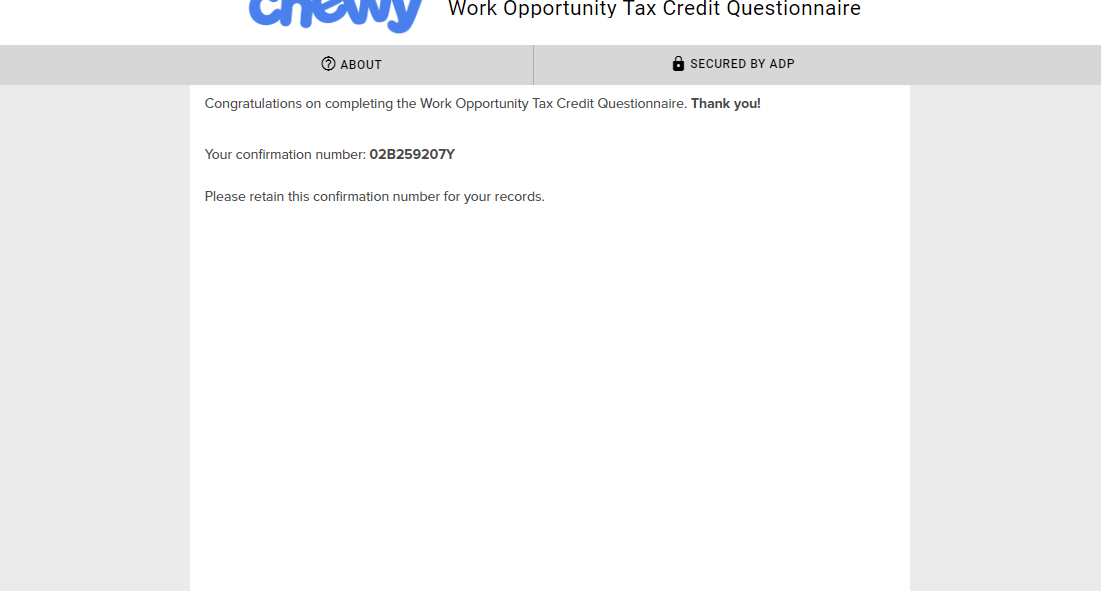 chewy Work Opportunity Tax Credit Questionnaire
ABOUT
SECURED BY ADP
Congratulations on completing the Work Opportunity Tax Credit Questionnaire. Thank you!
Your confirmation number: 02B259207Y
Please retain this confirmation number for your records.